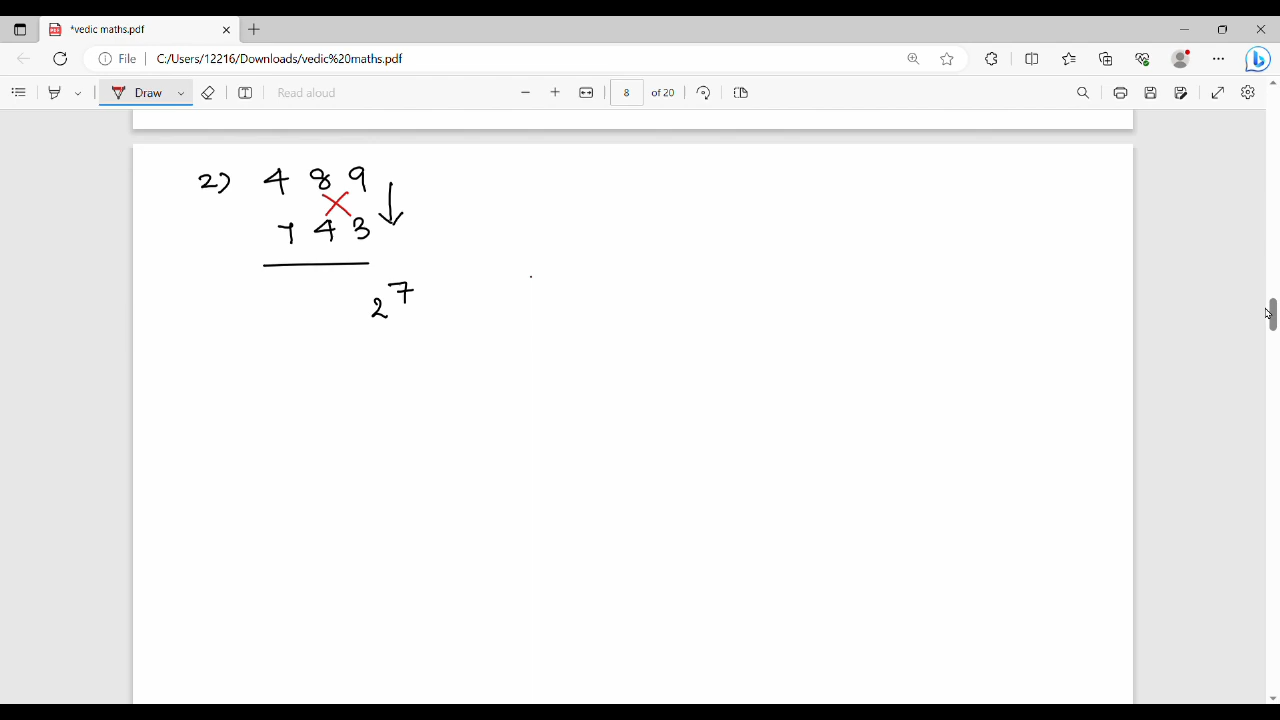 *vedic maths.pdf
File C:/Users/12216/Downloads/vedic%20maths.pdf
Draw Read aloud 8 of 20
2) 4 8 9
4 3
2 7